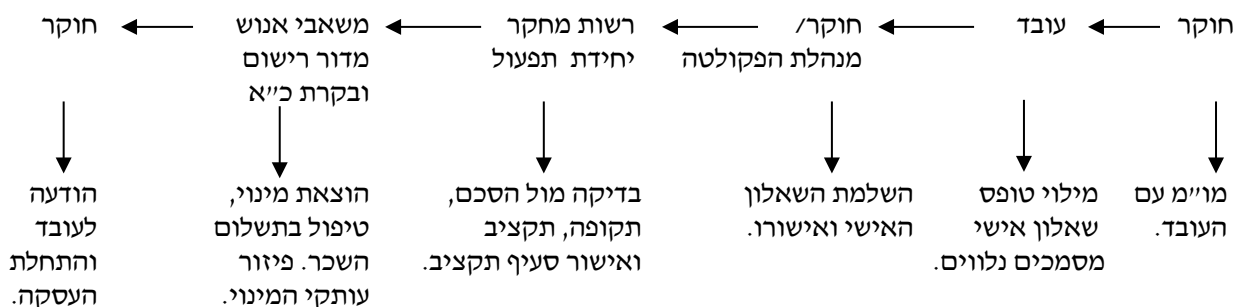 חוקר
עובד
חוקר/
מנהלת הפקולטה
רשות מחקר
יחידת תפעול
משאבי אנוש
מדור רישום
ובקרת כ"א
חוקר
מו"מ עם
העובד.
מילוי טופס
שאלון אישי
מסמכים נלווים.
השלמת השאלון
האישי ואישורו.
בדיקה מול הסכם,
תקופה, תקציב
ואישור סעיף תקציב.
הוצאת מינוי,
טיפול בתשלום
השכר. פיזור
עותקי המינוי.
הודעה
לעובד
והתחלת
העסקה.